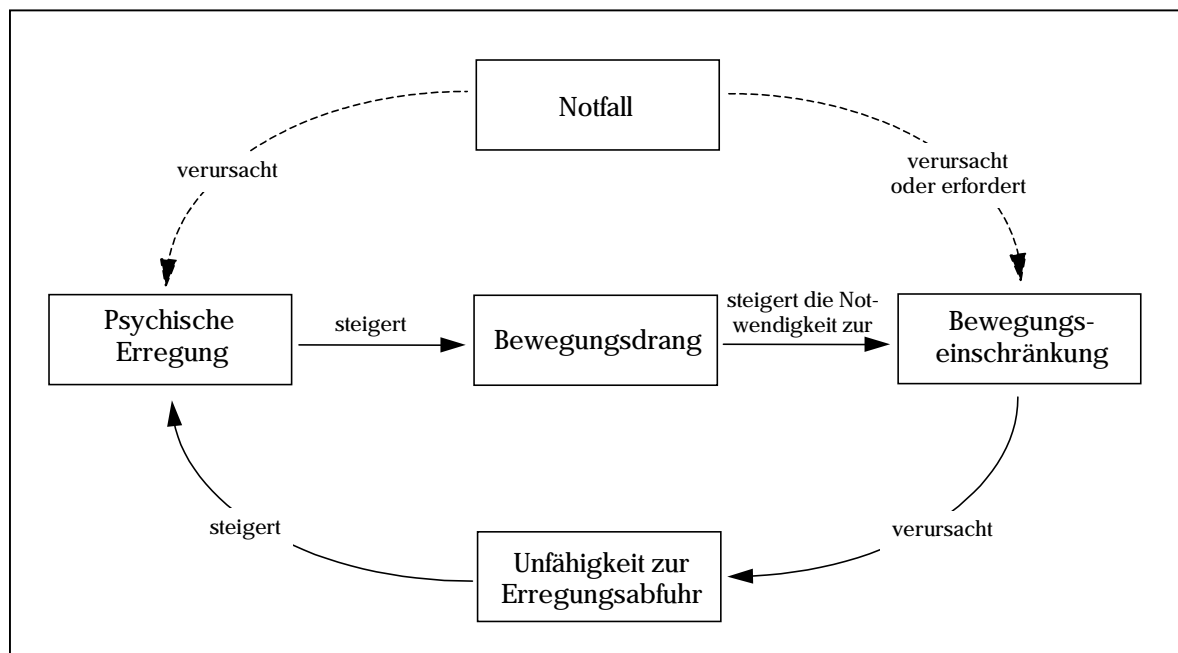 Notfall
verursacht
verursacht
oder erfordert
Psychische
Erregung
steigert
Bewegungsdrang
steigert die Not-
wendigkeit zur
Bewegungs-
einschränkung
steigert
verursacht
Unfähigkeit zur
Erregungsabfuhr